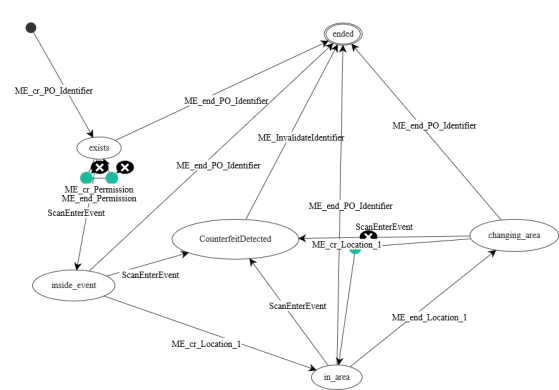 ended
ME_cr_PO_Identifier
ME_end_PO_Identifier
ME_end_PO_Identifier
ME_InvalidateIdentifier
ME_end_PO_Identifier
exists
ME_end_PO_Identifier
ME_cr_Permission
ME_end_Permission
ME_end_PO_Identifier
ScanEnterEvent
ScanEnterEvent
CounterfeitDetected
ME_cr_Location_1
changing_area
ScanEnterEvent
inside_event
ScanEnterEvent
ME_end_Location_1
ME_cr_Location_1
in_area